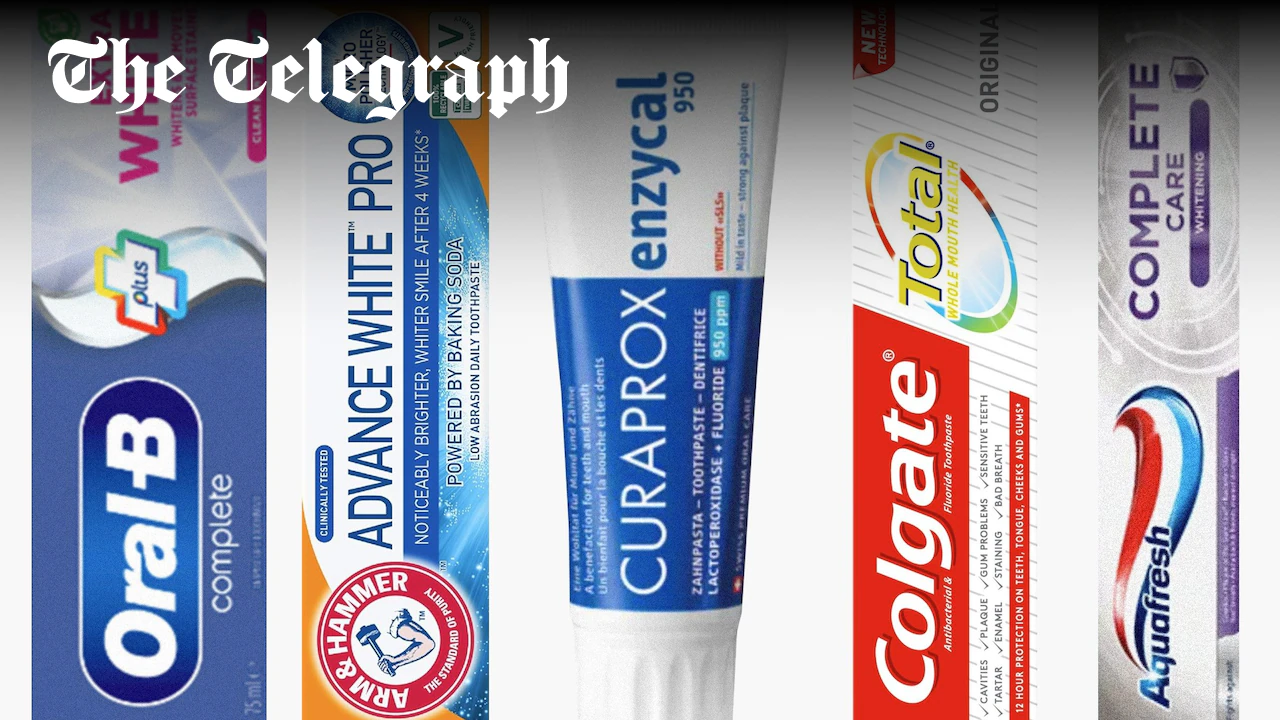 The Telegraph
EXTRA
WHITE
plus
Oral-B
complete
75 ml e
ADVANCE WHITE™ PRO
NOTICEABLY BRIGHTER, WHITER SMILE AFTER 4 WEEKS*
POWERED BY BAKING SODA
LOW ABRASION DAILY TOOTHPASTE
CLINICALLY TESTED
ARM & HAMMER
THE STANDARD OF PURITY
™
enzycal
950
WITHOUT «SLS»
Mild in taste – strong against plaque
CURAPROX
Eine Wohltat für Mund und Zähne
A benefaction for teeth and mouth
Un bienfait pour la bouche et les dents
ZAHNPASTA – TOOTHPASTE – DENTIFRICE
LACTOPEROXIDASE + FLUORIDE 950 ppm
SWISS PREMIUM ORAL CARE
NEW
TECHNOLOGY
ORIGINAL
Total®
WHOLE MOUTH HEALTH
Colgate®
Antibacterial & Fluoride Toothpaste
✓CAVITIES ✓PLAQUE ✓GUM PROBLEMS ✓SENSITIVE TEETH
✓TARTAR ✓ENAMEL ✓STAINING ✓BAD BREATH
12 HOUR PROTECTION ON TEETH, TONGUE, CHEEKS AND GUMS*
COMPLETE
CARE
WHITENING
Aquafresh